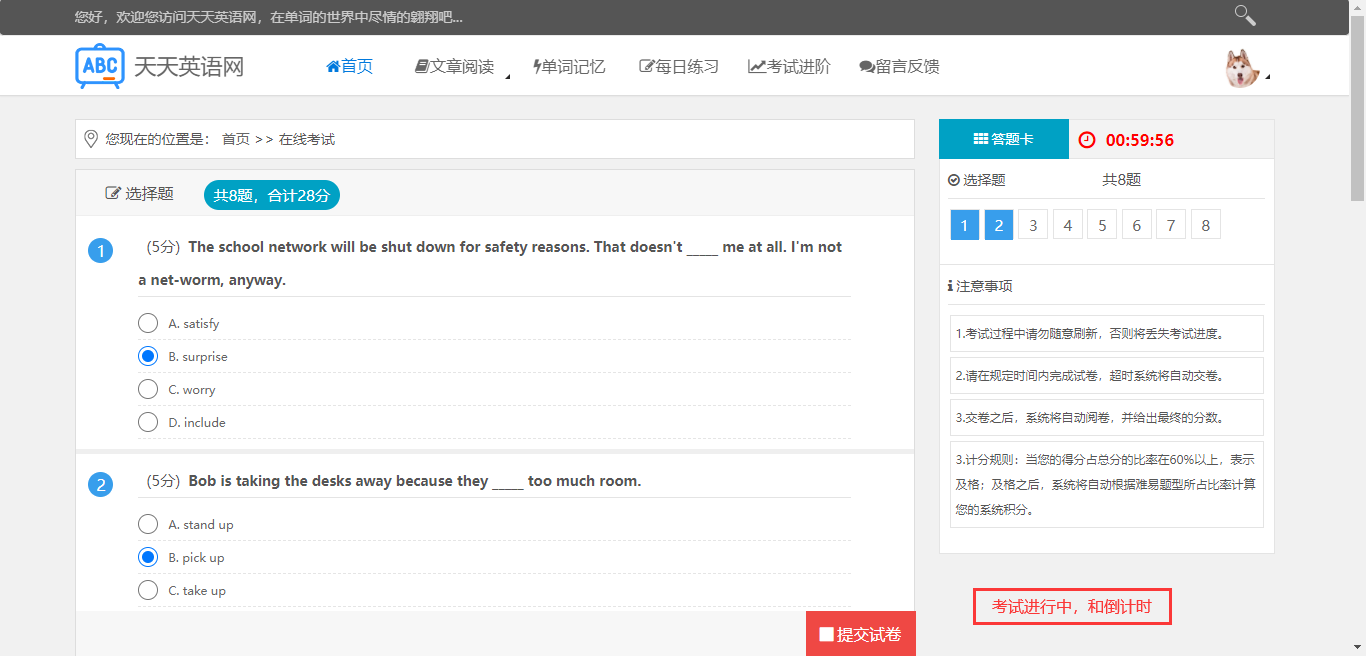 您好，欢迎您访问天天英语网，在单词的世界中尽情的翱翔吧...
ABC 天天英语网 首页 文章阅读 单词记忆 每日练习 考试进阶 留言反馈
您现在的位置是： 首页 >> 在线考试
选择题 共8题，合计28分
1 (5分) The school network will be shut down for safety reasons. That doesn't _____ me at all. I'm not
a net-worm, anyway.
A. satisfy
B. surprise
C. worry
D. include
2 (5分) Bob is taking the desks away because they _____ too much room.
A. stand up
B. pick up
C. take up
提交试卷
答题卡 00:59:56
选择题 共8题
1 2 3 4 5 6 7 8
注意事项
1.考试过程中请勿随意刷新，否则将丢失考试进度。
2.请在规定时间内完成试卷，超时系统将自动交卷。
3.交卷之后，系统将自动阅卷，并给出最终的分数。
3.计分规则：当您的得分占总分的比率在60%以上，表示
及格；及格之后，系统将自动根据难易题型所占比率计算
您的系统积分。
考试进行中，和倒计时